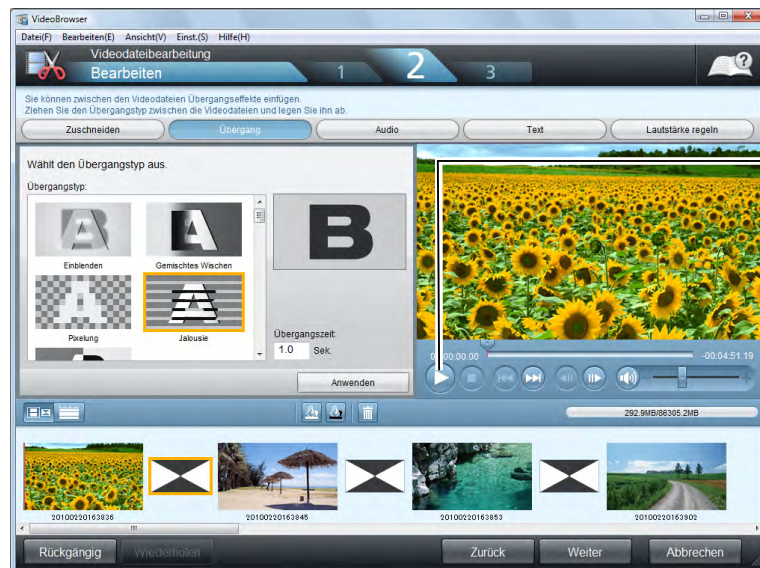 VideoBrowser
Datei(F) Bearbeiten(E) Ansicht(V) Einst.(S) Hilfe(H)
Videodateibearbeitung
Bearbeiten 1 2 3
Sie können zwischen den Videodateien Übergangseffekte einfügen.
Ziehen Sie den Übergangstyp zwischen die Videodateien und legen Sie ihn ab.
Zuschneiden Übergang Audio Text Lautstärke regeln
Wählt den Übergangstyp aus.
Übergangstyp:
A A B
Einblenden Gemischtes Wischen
A A
Pixelung Jalousie
Übergangszeit:
1.0 Sek.
00:00:00.00 -00:04:51.19
Anwenden
292.9MB/86305.2MB
20100220163836 20100220163845 20100220163853 20100220163902
Rückgängig Wiederholen Zurück Weiter Abbrechen